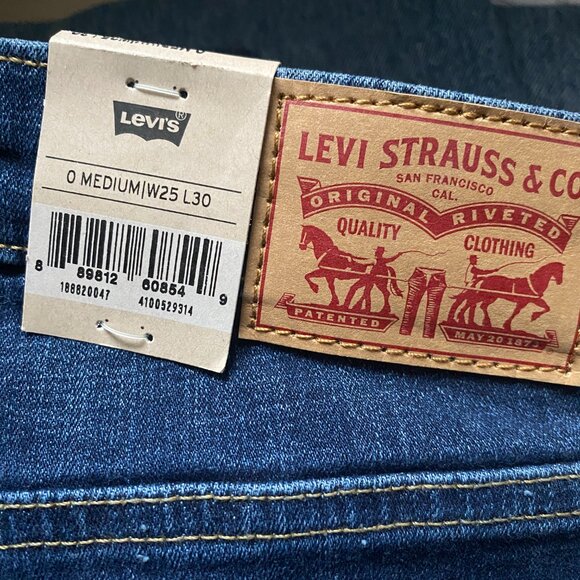 LEVI'S®
0 MEDIUM|W25 L30
8 89812 60854 9
188820047 4100529314
LEVI STRAUSS & CO
SAN FRANCISCO
CAL.
ORIGINAL RIVETED
QUALITY CLOTHING
PATENTED MAY 20 1873